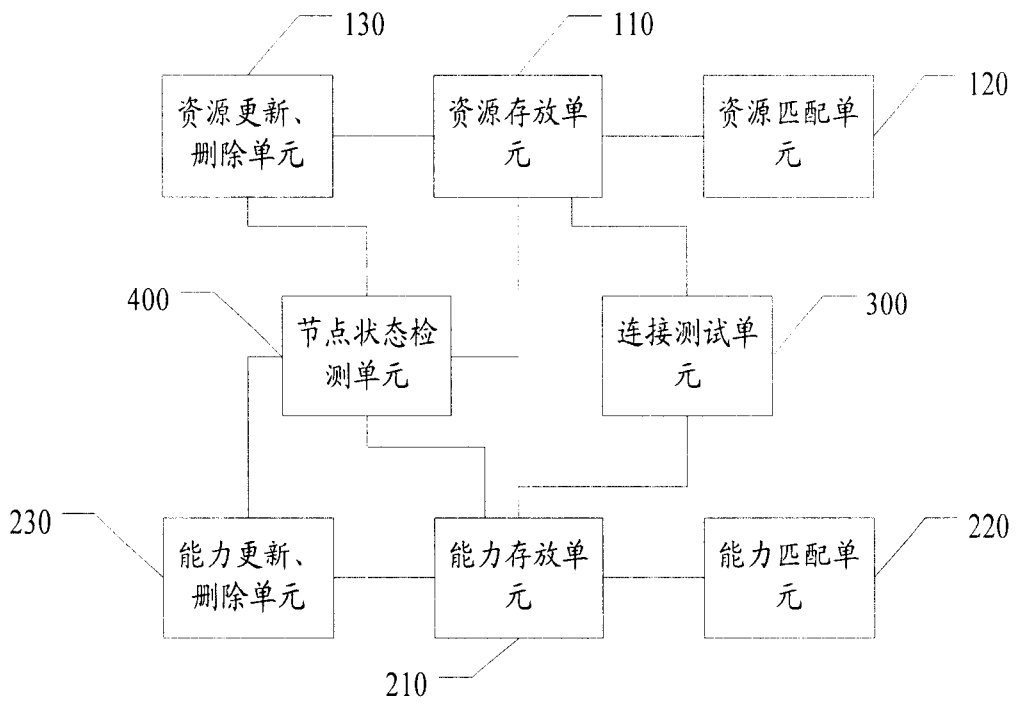 130
110
120
资源更新、
删除单元
资源存放单
元
资源匹配单
元
400
300
节点状态检
测单元
连接测试单
元
230
220
能力更新、
删除单元
能力存放单
元
能力匹配单
元
210